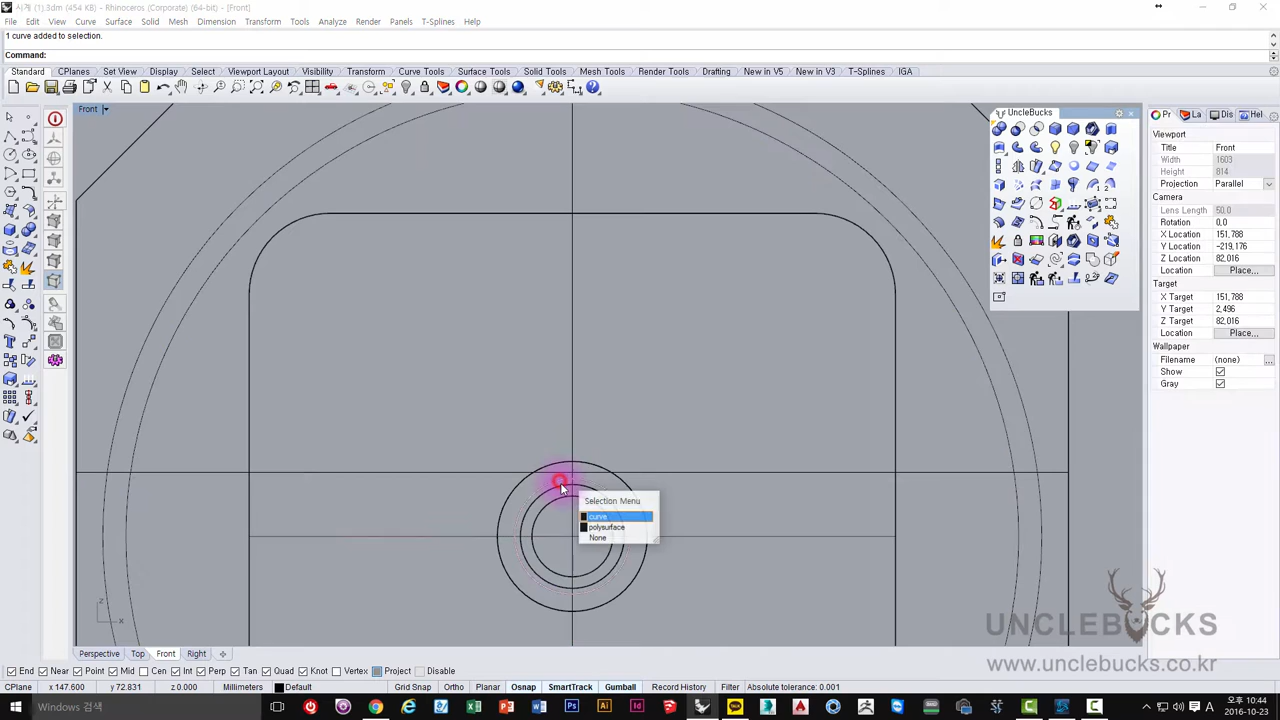 시계 (1).3dm (454 KB) - Rhinoceros (Corporate) (64-bit) - [Front]
File Edit View Curve Surface Solid Mesh Dimension Transform Tools Analyze Render Panels T-Splines Help
1 curve added to selection.
Command:
Standard CPlanes Set View Display Select Viewport Layout Visibility Transform Curve Tools Surface Tools Solid Tools Mesh Tools Render Tools Drafting New in V5 New in V3 T-Splines IGA
Front
UncleBucks
Pr La Dis Hel
Viewport
Title Front
Width 1603
Height 814
Projection Parallel
Camera
Lens Length 50,0
Rotation 0,0
X Location 151,788
Y Location -219,176
Z Location 82,016
Location Place...
Target
X Target 151,788
Y Target 2,496
Z Target 82,016
Location Place...
Wallpaper
Filename (none)
Show
Gray
Selection Menu
curve
polysurface
None
z
x
UNCLEBUCKS
www.unclebucks.co.kr
Perspective Top Front Right
End Near Point Mid Cen Int Perp Tan Quad Knot Vertex Project Disable
CPlane x 147.600 y 72.831 z 0.000 Millimeters Default Grid Snap Ortho Planar Osnap SmartTrack Gumball Record History Filter Absolute tolerance: 0.001
Windows 검색
A 오전 10:44
2016-10-23